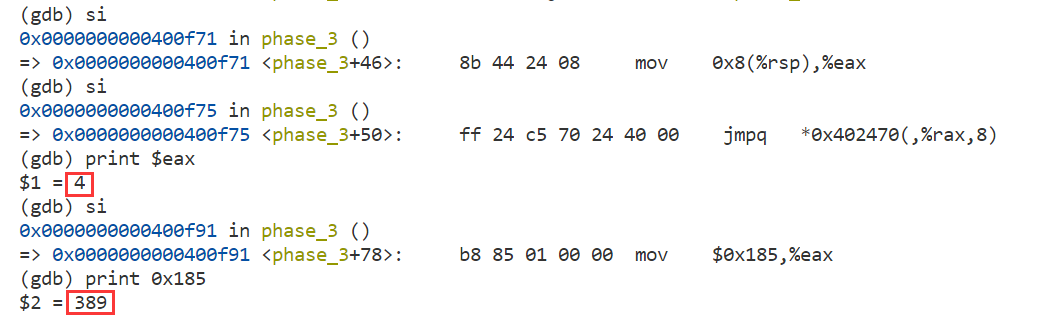 (gdb) si
0x0000000000400f71 in phase_3 ()
=> 0x0000000000400f71 <phase_3+46>:     8b 44 24 08     mov    0x8(%rsp),%eax
(gdb) si
0x0000000000400f75 in phase_3 ()
=> 0x0000000000400f75 <phase_3+50>:     ff 24 c5 70 24 40 00    jmpq   *0x402470(,%rax,8)
(gdb) print $eax
$1 = 4
(gdb) si
0x0000000000400f91 in phase_3 ()
=> 0x0000000000400f91 <phase_3+78>:     b8 85 01 00 00  mov    $0x185,%eax
(gdb) print 0x185
$2 = 389